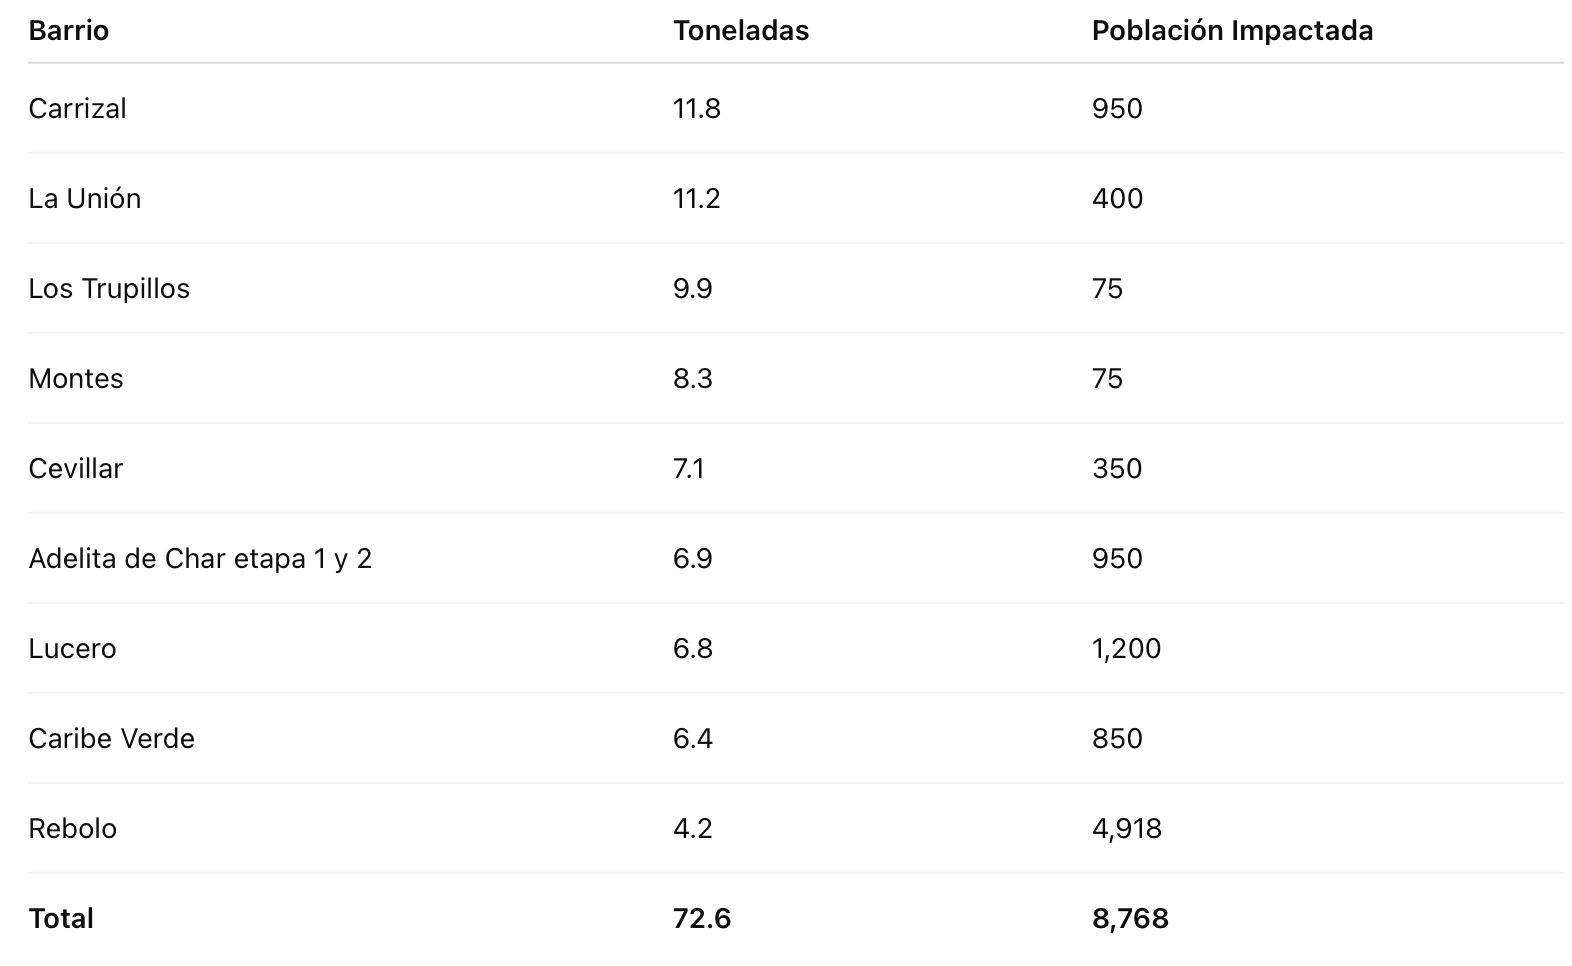 Barrio Toneladas Población Impactada
Carrizal 11.8 950
La Unión 11.2 400
Los Trupillos 9.9 75
Montes 8.3 75
Cevillar 7.1 350
Adelita de Char etapa 1 y 2 6.9 950
Lucero 6.8 1,200
Caribe Verde 6.4 850
Rebolo 4.2 4,918
Total 72.6 8,768